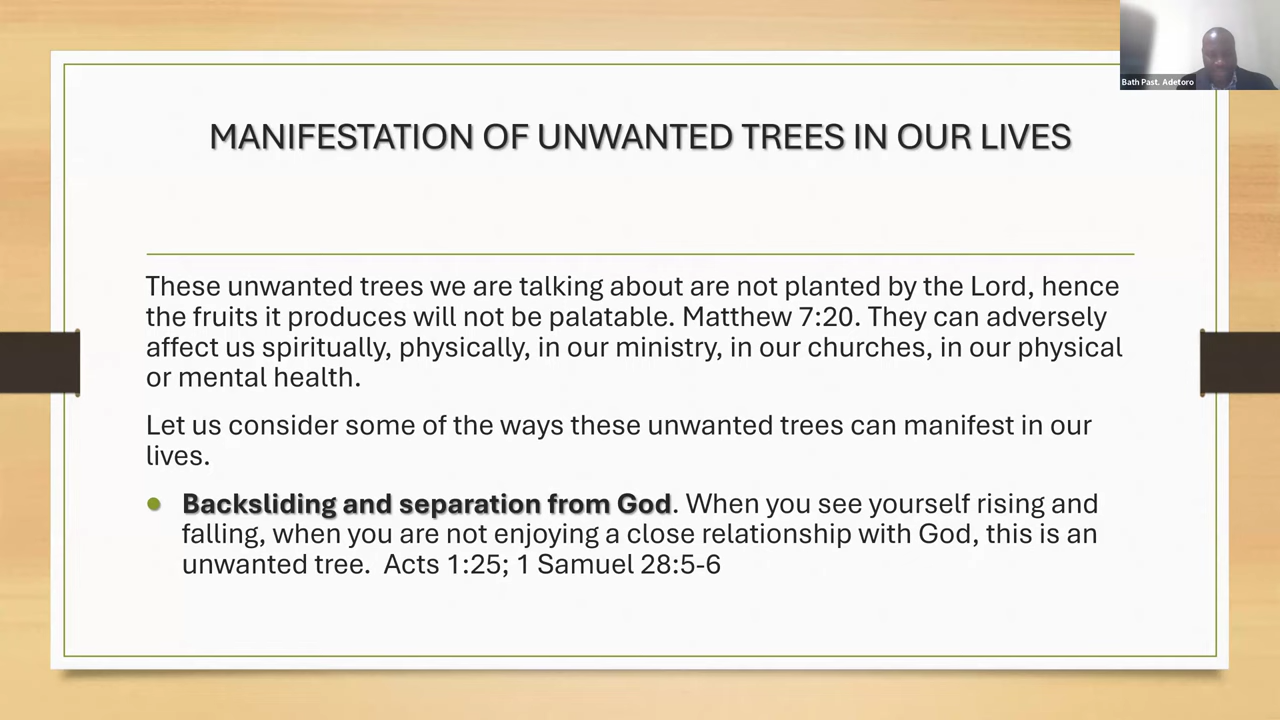 Bath Past. Adetoro
MANIFESTATION OF UNWANTED TREES IN OUR LIVES
These unwanted trees we are talking about are not planted by the Lord, hence
the fruits it produces will not be palatable. Matthew 7:20. They can adversely
affect us spiritually, physically, in our ministry, in our churches, in our physical
or mental health.
Let us consider some of the ways these unwanted trees can manifest in our
lives.
Backsliding and separation from God. When you see yourself rising and
falling, when you are not enjoying a close relationship with God, this is an
unwanted tree. Acts 1:25; 1 Samuel 28:5-6